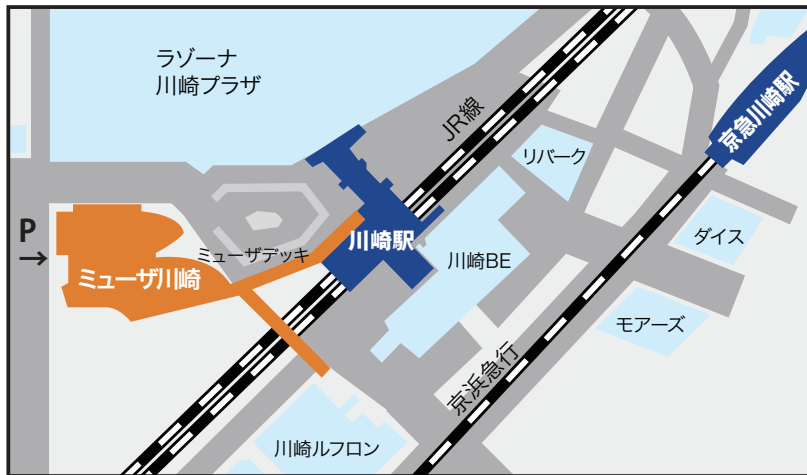 ラゾーナ
川崎プラザ
JR線
京急川崎駅
リバーク
P
→
ミューザデッキ
川崎駅
ダイス
ミューザ川崎
川崎BE
モアーズ
京浜急行
川崎ルフロン